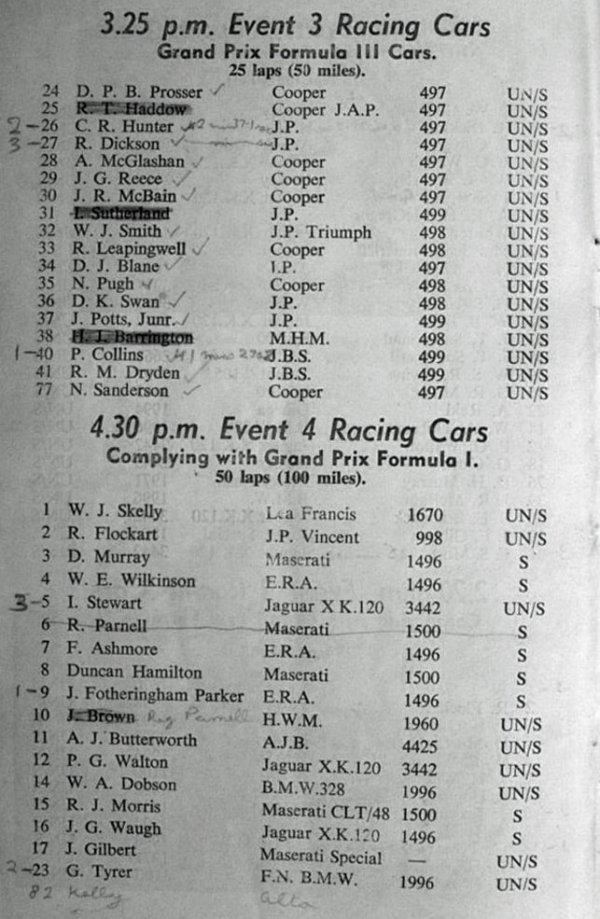 3.25 p.m. Event 3 Racing Cars
Grand Prix Formula III Cars.
25 laps (50 miles).
24 D. P. B. Prosser ✓ Cooper 497 UN/S
25 R. T. Haddow Cooper J.A.P. 497 UN/S
2-26 C. R. Hunter J.P. 497 UN/S
3-27 R. Dickson ✓ J.P. 497 UN/S
28 A. McGlashan ✓ Cooper 497 UN/S
29 J. G. Reece ✓ Cooper 497 UN/S
30 J. R. McBain ✓ Cooper 497 UN/S
31 I. Sutherland J.P. 499 UN/S
32 W. J. Smith ✓ J.P. Triumph 498 UN/S
33 R. Leapingwell ✓ Cooper 498 UN/S
34 D. J. Blane ✓ J.P. 497 UN/S
35 N. Pugh ✓ Cooper 498 UN/S
36 D. K. Swan ✓ J.P. 498 UN/S
37 J. Potts, Junr. ✓ J.P. 499 UN/S
38 H. J. Barrington M.H.M. 498 UN/S
1-40 P. Collins J.B.S. 499 UN/S
41 R. M. Dryden ✓ J.B.S. 499 UN/S
77 N. Sanderson ✓ Cooper 497 UN/S
4.30 p.m. Event 4 Racing Cars
Complying with Grand Prix Formula I.
50 laps (100 miles).
1 W. J. Skelly Lea Francis 1670 UN/S
2 R. Flockart J.P. Vincent 998 UN/S
3 D. Murray Maserati 1496 S
4 W. E. Wilkinson E.R.A. 1496 S
3-5 I. Stewart Jaguar X K.120 3442 UN/S
6 R. Parnell Maserati 1500 S
7 F. Ashmore E.R.A. 1496 S
8 Duncan Hamilton Maserati 1500 S
1-9 J. Fotheringham Parker E.R.A. 1496 S
10 J. Brown Reg Parnell H.W.M. 1960 UN/S
11 A. J. Butterworth A.J.B. 4425 UN/S
12 P. G. Walton Jaguar X.K.120 3442 UN/S
14 W. A. Dobson B.M.W.328 1996 UN/S
15 R. J. Morris Maserati CLT/48 1500 S
16 J. G. Waugh Jaguar X.K.120 1496 S
17 J. Gilbert Maserati Special — UN/S
2-23 G. Tyrer F.N. B.M.W. 1996 UN/S
82 Kelly Alta